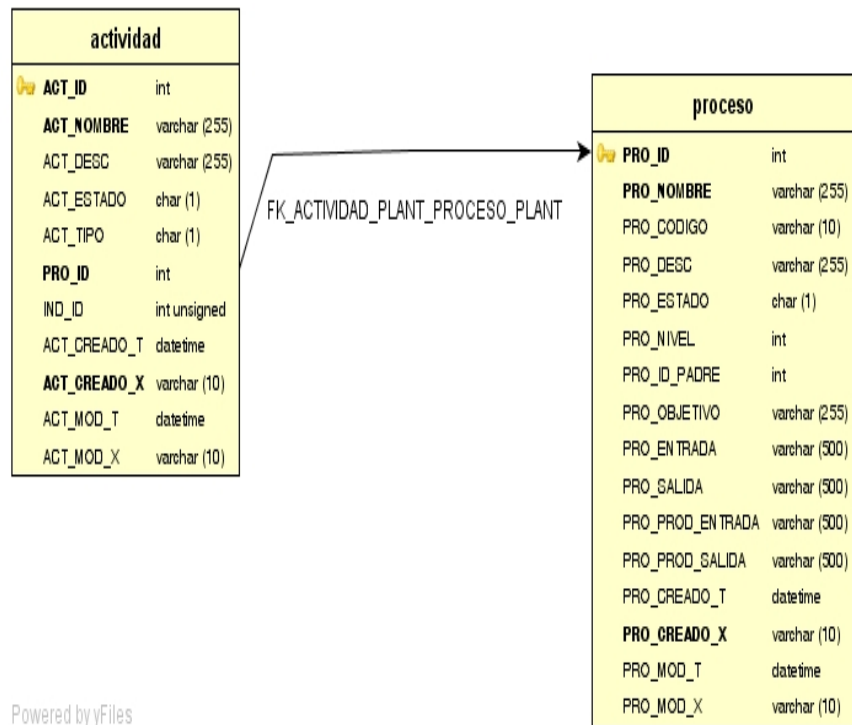 actividad
ACT_ID int
ACT_NOMBRE varchar (255)
ACT_DESC varchar (255)
ACT_ESTADO char (1)
ACT_TIPO char (1)
PRO_ID int
IND_ID int unsigned
ACT_CREADO_T datetime
ACT_CREADO_X varchar (10)
ACT_MOD_T datetime
ACT_MOD_X varchar (10)
FK_ACTIVIDAD_PLANT_PROCESO_PLANT
proceso
PRO_ID int
PRO_NOMBRE varchar (255)
PRO_CODIGO varchar (10)
PRO_DESC varchar (255)
PRO_ESTADO char (1)
PRO_NIVEL int
PRO_ID_PADRE int
PRO_OBJETIVO varchar (255)
PRO_ENTRADA varchar (500)
PRO_SALIDA varchar (500)
PRO_PROD_ENTRADA varchar (500)
PRO_PROD_SALIDA varchar (500)
PRO_CREADO_T datetime
PRO_CREADO_X varchar (10)
PRO_MOD_T datetime
PRO_MOD_X varchar (10)
Powered by yFiles